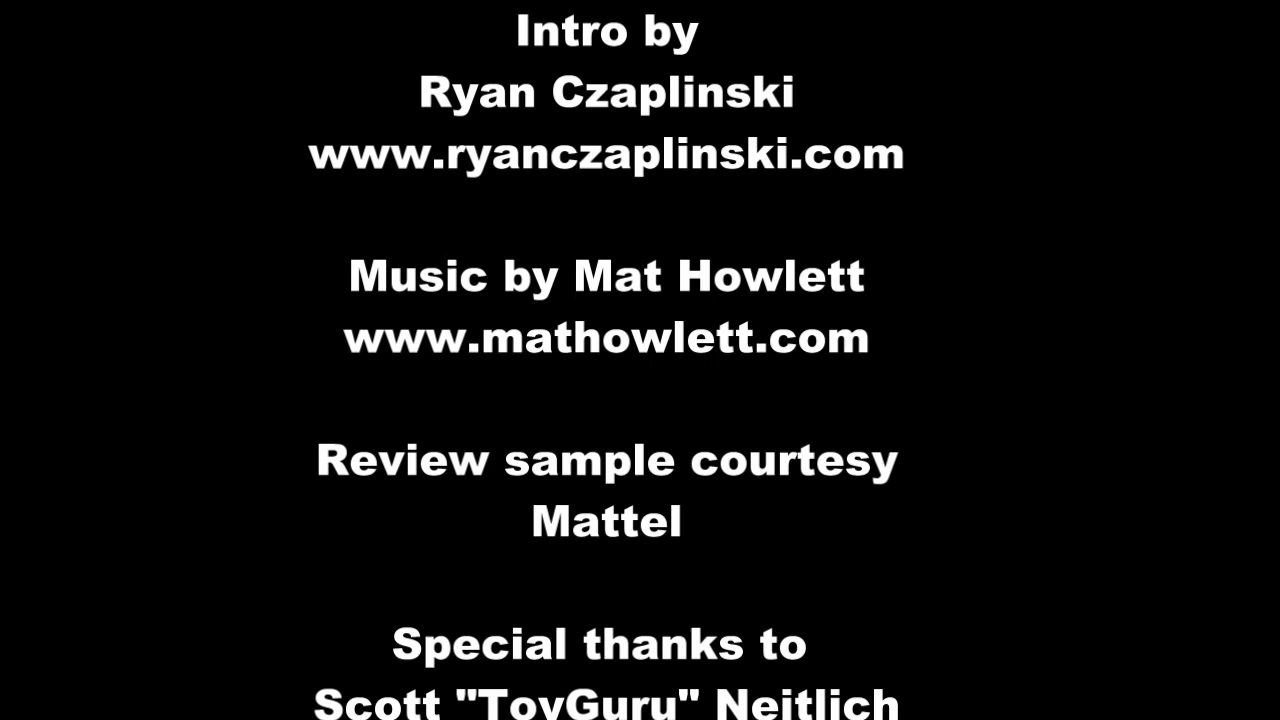 Intro by
Ryan Czaplinski
www.ryanczaplinski.com
Music by Mat Howlett
www.mathowlett.com
Review sample courtesy
Mattel
Special thanks to
Scott "ToyGuru" Neitlich